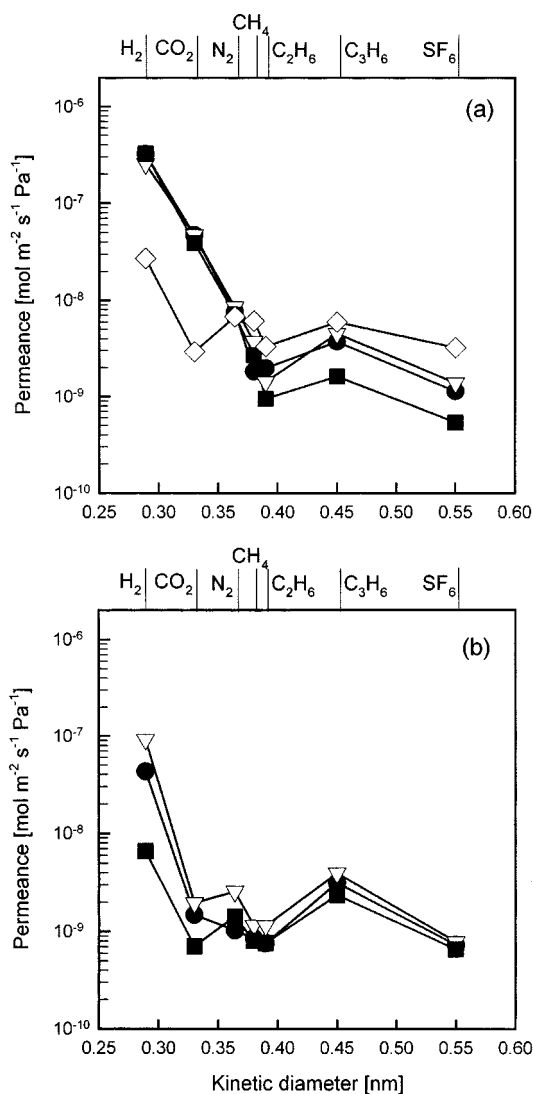 CH4
H2 CO2 N2 C2H6 C3H6 SF6
(a)
10-6
10-7
10-8
10-9
10-10
Permeance [mol m-2 s-1 Pa-1]
0.25 0.30 0.35 0.40 0.45 0.50 0.55 0.60
CH4
H2 CO2 N2 C2H6 C3H6 SF6
(b)
10-6
10-7
10-8
10-9
10-10
Permeance [mol m-2 s-1 Pa-1]
0.25 0.30 0.35 0.40 0.45 0.50 0.55 0.60
Kinetic diameter [nm]